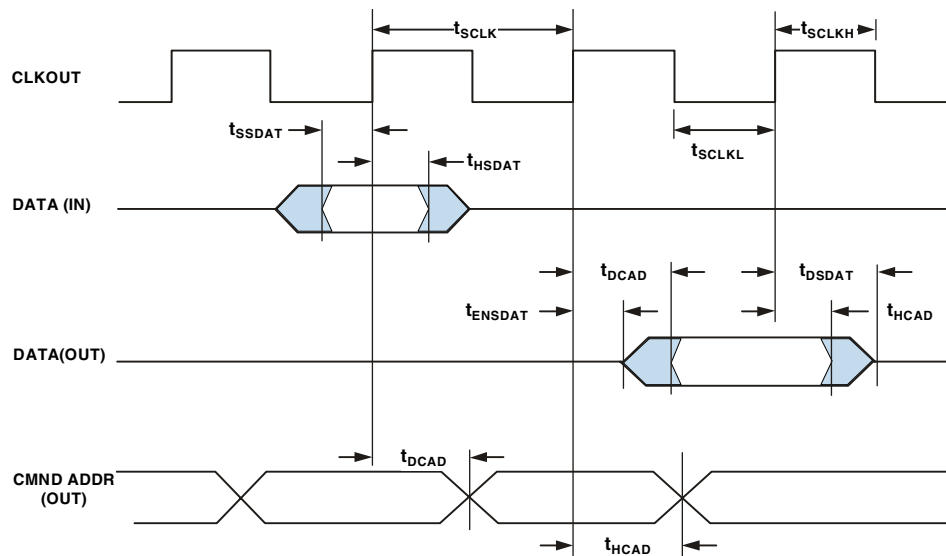 tSCLK
tSCLKH
CLKOUT
tSSDAT
tHSDAT
tSCLKL
DATA (IN)
tDCAD
tDSDAT
tENSDAT
tHCAD
DATA(OUT)
tDCAD
CMND ADDR
(OUT)
tHCAD